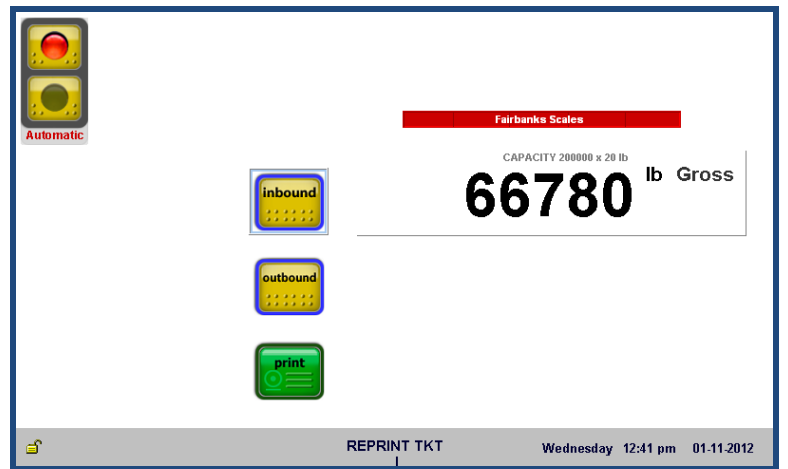 Automatic
Fairbanks Scales
CAPACITY 200000 x 20 lb
66780 lb Gross
inbound
outbound
print
REPRINT TKT Wednesday 12:41 pm 01-11-2012